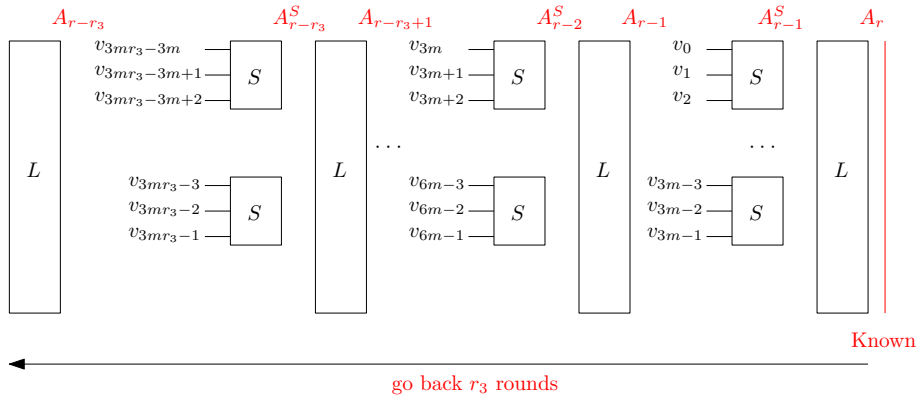 A_{r-r_3} A^S_{r-r_3} A_{r-r_3+1} A^S_{r-2} A_{r-1} A^S_{r-1} A_r
v_{3mr_3-3m} v_{3m} v_0
v_{3mr_3-3m+1} S v_{3m+1} S v_1 S
v_{3mr_3-3m+2} v_{3m+2} v_2
... ...
L L L L
v_{3mr_3-3} v_{6m-3} v_{3m-3}
v_{3mr_3-2} S v_{6m-2} S v_{3m-2} S
v_{3mr_3-1} v_{6m-1} v_{3m-1}
Known
go back r_3 rounds